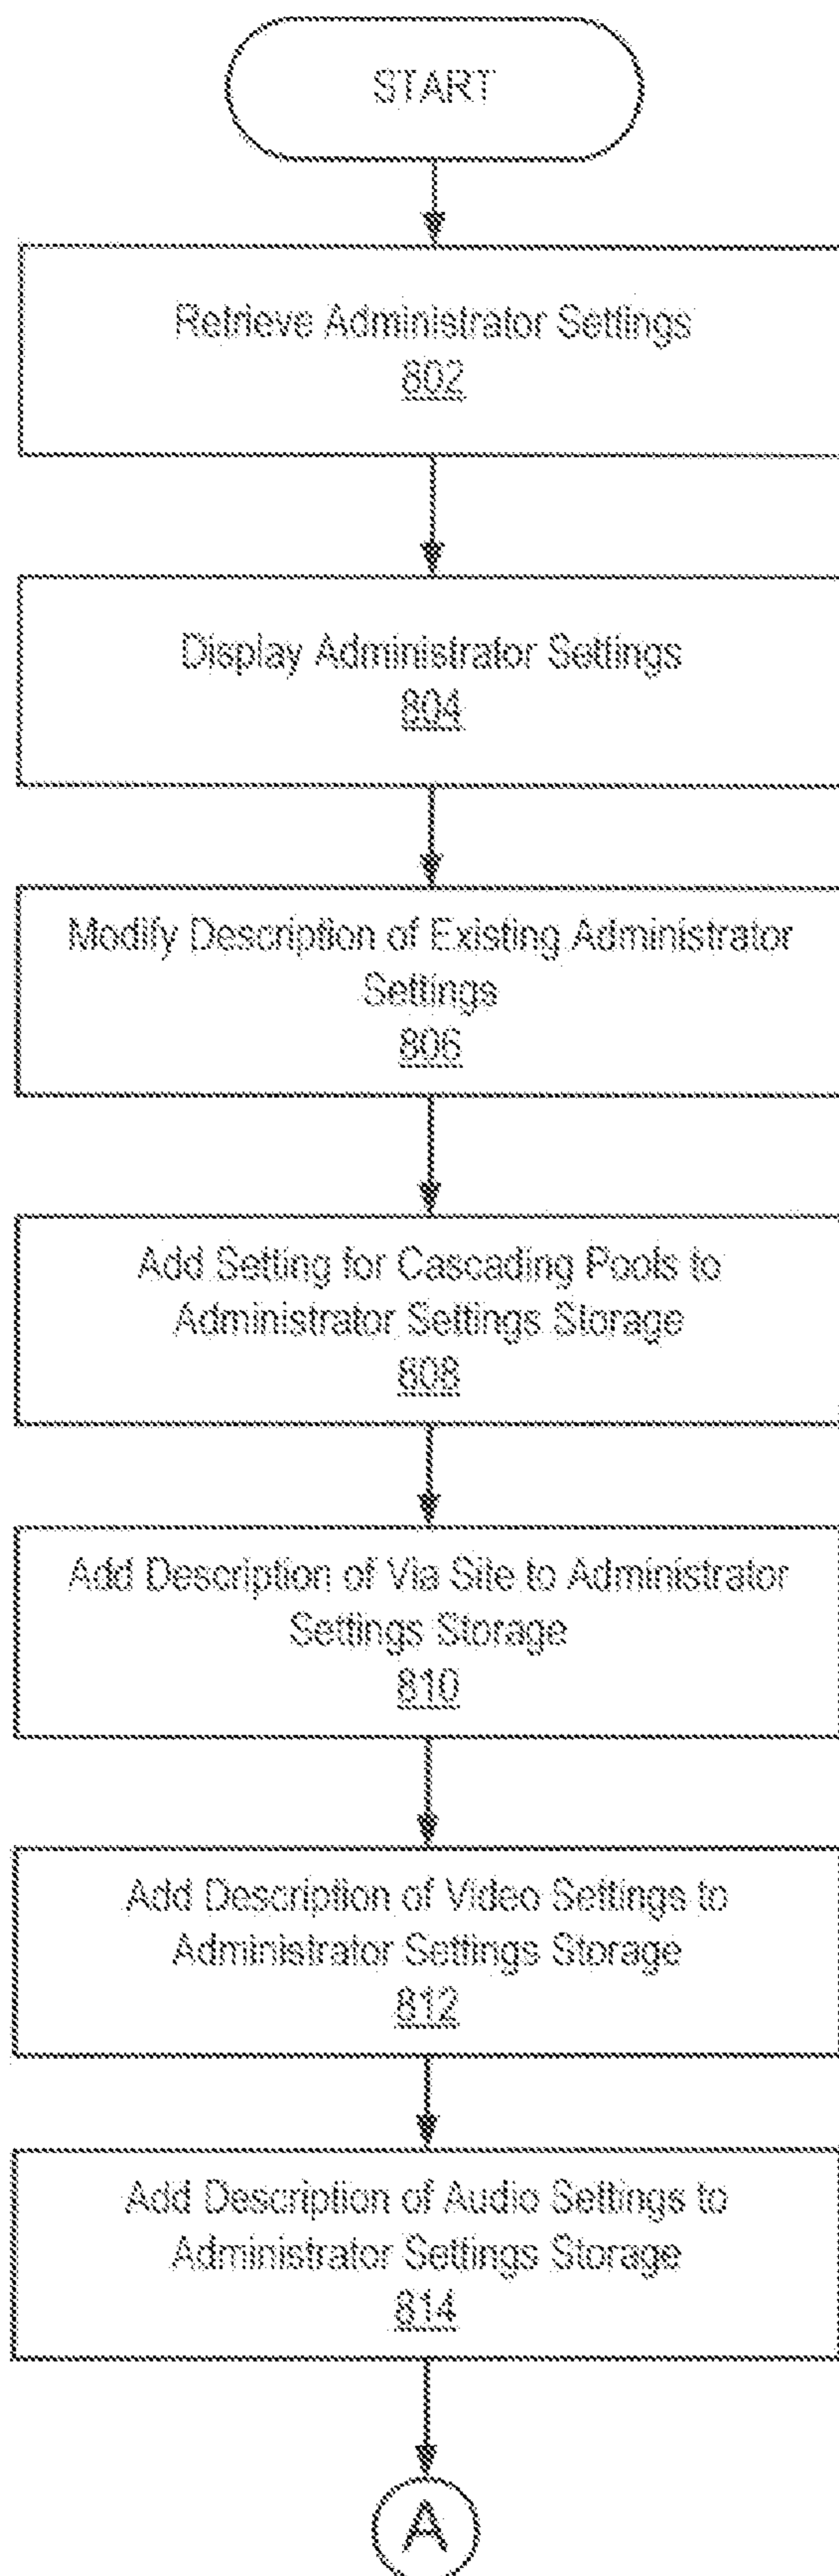 START
Retrieve Administrator Settings
802
Display Administrator Settings
804
Modify Description of Existing Administrator
Settings
806
Add Setting for Cascading Pools to
Administrator Settings Storage
808
Add Description of Via Site to Administrator
Settings Storage
810
Add Description of Video Settings to
Administrator Settings Storage
812
Add Description of Audio Settings to
Administrator Settings Storage
814
A